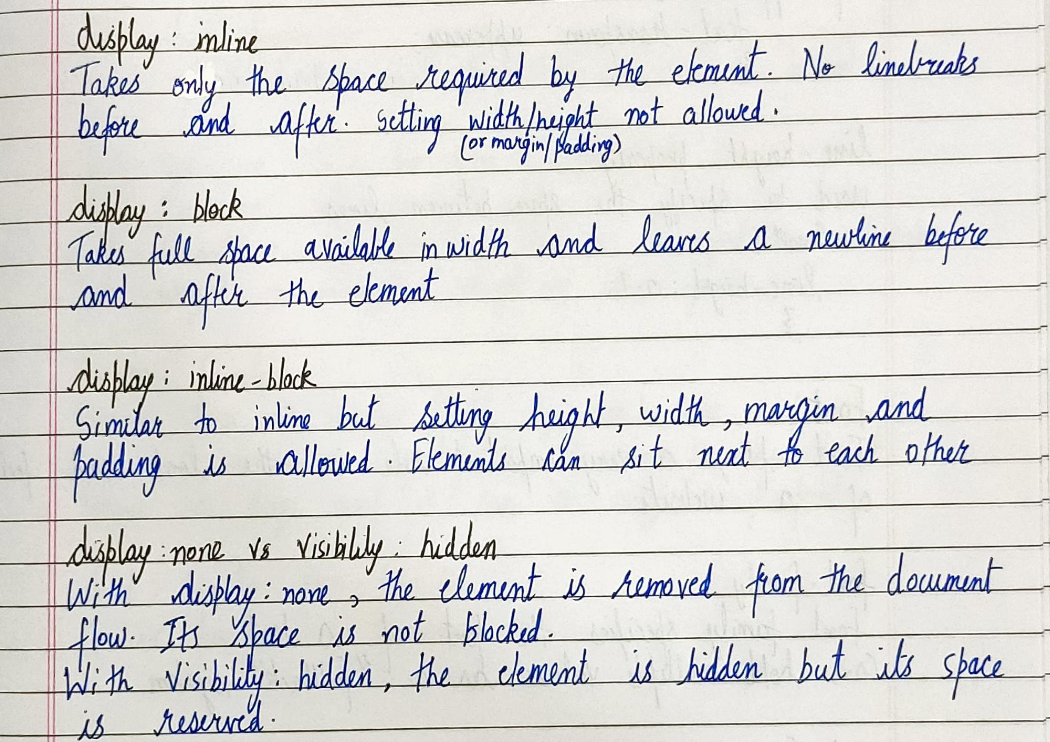 display : inline
Takes only the space required by the element. No linebreaks
before and after. Setting width/height not allowed.
(or margin/padding)
display : block
Takes full space available in width and leaves a newline before
and after the element
display : inline-block
Similar to inline but setting height, width, margin and
padding is allowed. Elements can sit next to each other
display : none vs visibility : hidden
With display : none, the element is removed from the document
flow. Its space is not blocked.
With visibility : hidden, the element is hidden but its space
is reserved.